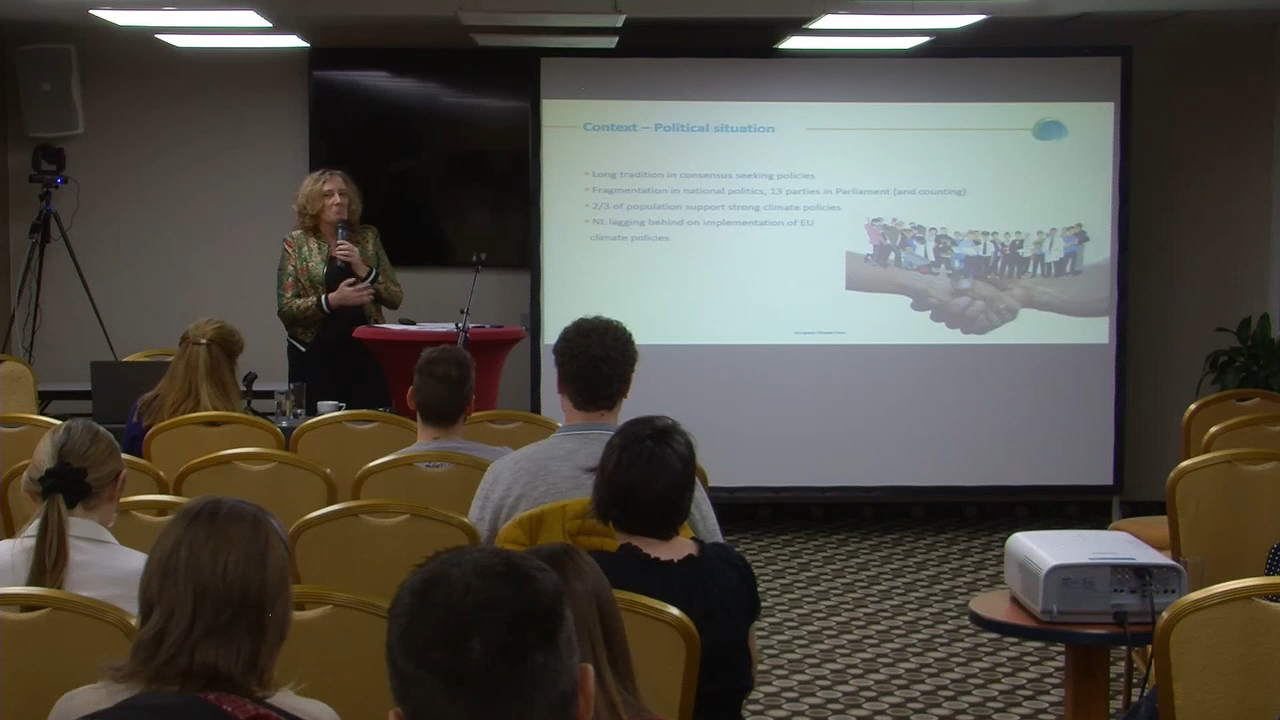 Context – Political situation
Long tradition in consensus seeking policies
Fragmentation in national politics, 13 parties in Parliament (and counting)
2/3 of population support strong climate policies
NL lagging behind on implementation of EU
climate policies